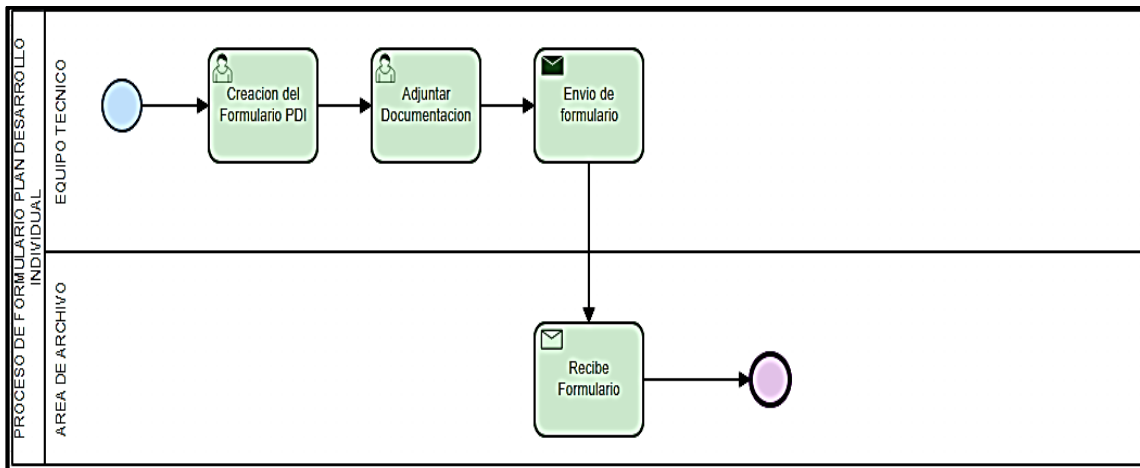 PROCESO DE FORMULARIO PLAN DESARROLLO
INDIVIDUAL
EQUIPO TECNICO
Creacion del
Formulario PDI
Adjuntar
Documentacion
Envio de
formulario
AREA DE ARCHIVO
Recibe
Formulario